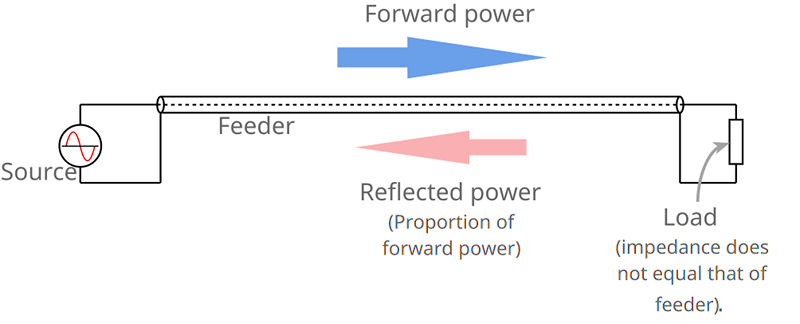 Forward power
Feeder
Source
Reflected power
(Proportion of
forward power)
Load
(impedance does
not equal that of
feeder).